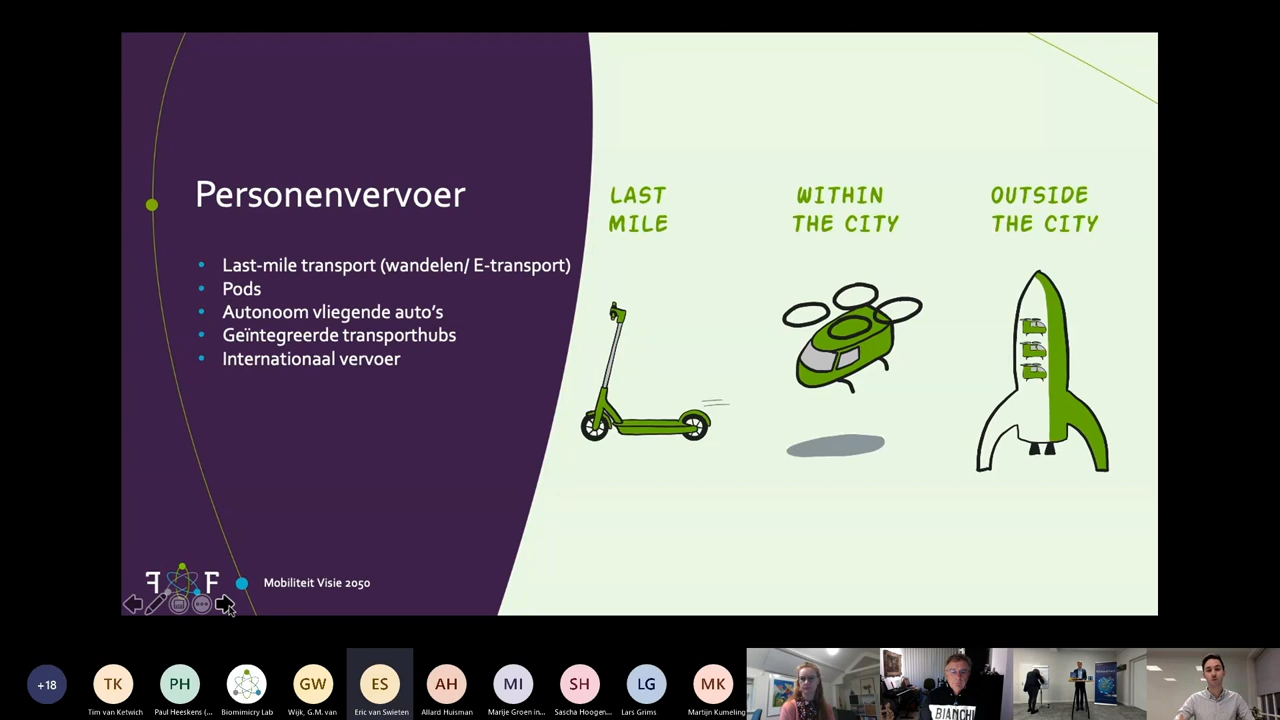 Personenvervoer
• Last-mile transport (wandelen/ E-transport)
• Pods
• Autonoom vliegende auto's
• Geïntegreerde transporthubs
• Internationaal vervoer
LAST
MILE
WITHIN
THE CITY
OUTSIDE
THE CITY
F F
Mobiliteit Visie 2050
+18
TK
Tim van Ketwich
PH
Paul Heeskens (...
Biomimicry Lab
GW
Wijk, G.M. van
ES
Eric van Swieten
AH
Allard Huisman
MI
Marije Groen in...
SH
Sascha Hoogen...
LG
Lars Grims
MK
Martijn Kumeling
BIANCHI